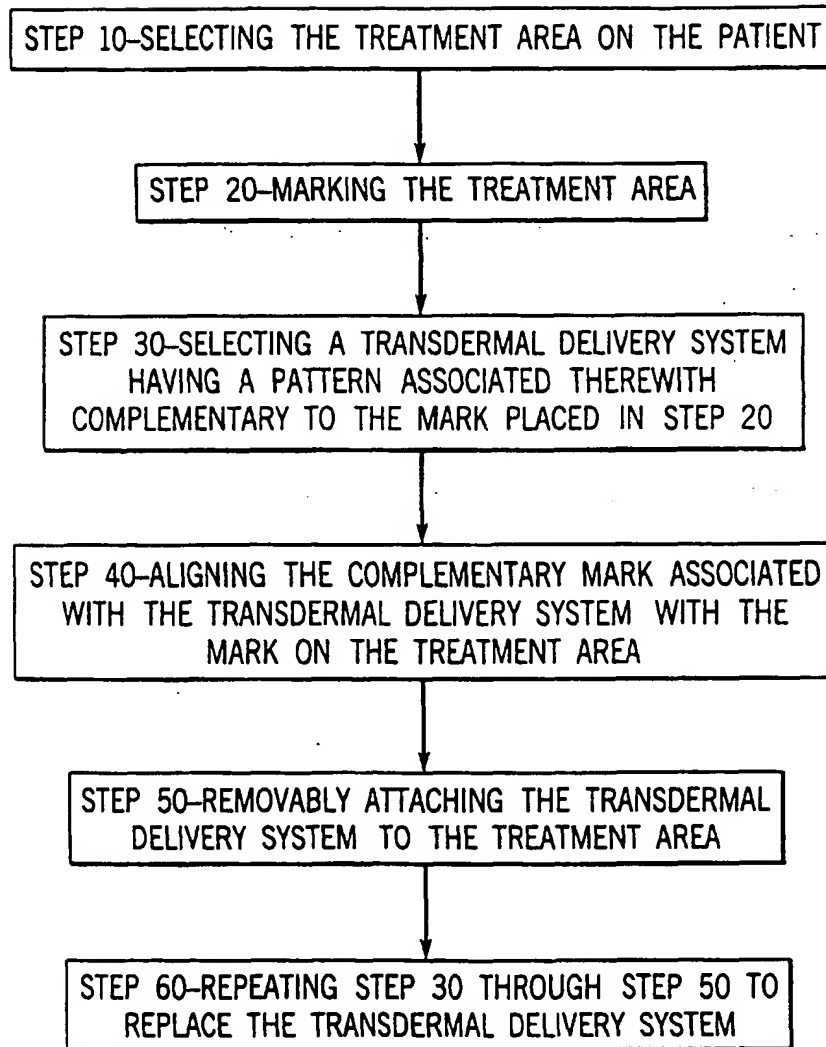 STEP 10–SELECTING THE TREATMENT AREA ON THE PATIENT
STEP 20–MARKING THE TREATMENT AREA
STEP 30–SELECTING A TRANSDERMAL DELIVERY SYSTEM
HAVING A PATTERN ASSOCIATED THEREWITH
COMPLEMENTARY TO THE MARK PLACED IN STEP 20
STEP 40–ALIGNING THE COMPLEMENTARY MARK ASSOCIATED
WITH THE TRANSDERMAL DELIVERY SYSTEM WITH THE
MARK ON THE TREATMENT AREA
STEP 50–REMOVABLY ATTACHING THE TRANSDERMAL
DELIVERY SYSTEM TO THE TREATMENT AREA
STEP 60–REPEATING STEP 30 THROUGH STEP 50 TO
REPLACE THE TRANSDERMAL DELIVERY SYSTEM